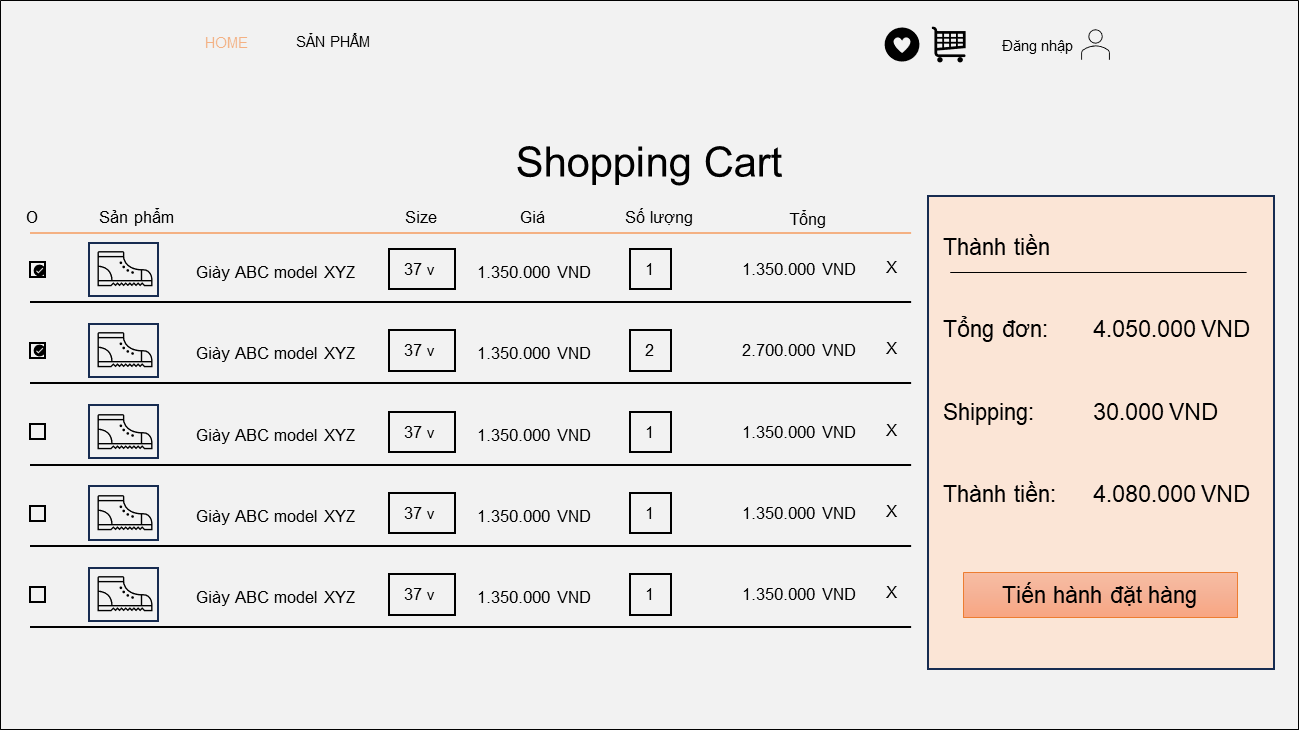 HOME SẢN PHẨM Đăng nhập
Shopping Cart
O Sản phẩm Size Giá Số lượng Tổng
Giày ABC model XYZ 37 v 1.350.000 VND 1 1.350.000 VND X
Giày ABC model XYZ 37 v 1.350.000 VND 2 2.700.000 VND X
Giày ABC model XYZ 37 v 1.350.000 VND 1 1.350.000 VND X
Giày ABC model XYZ 37 v 1.350.000 VND 1 1.350.000 VND X
Giày ABC model XYZ 37 v 1.350.000 VND 1 1.350.000 VND X
Thành tiền
Tổng đơn: 4.050.000 VND
Shipping: 30.000 VND
Thành tiền: 4.080.000 VND
Tiến hành đặt hàng